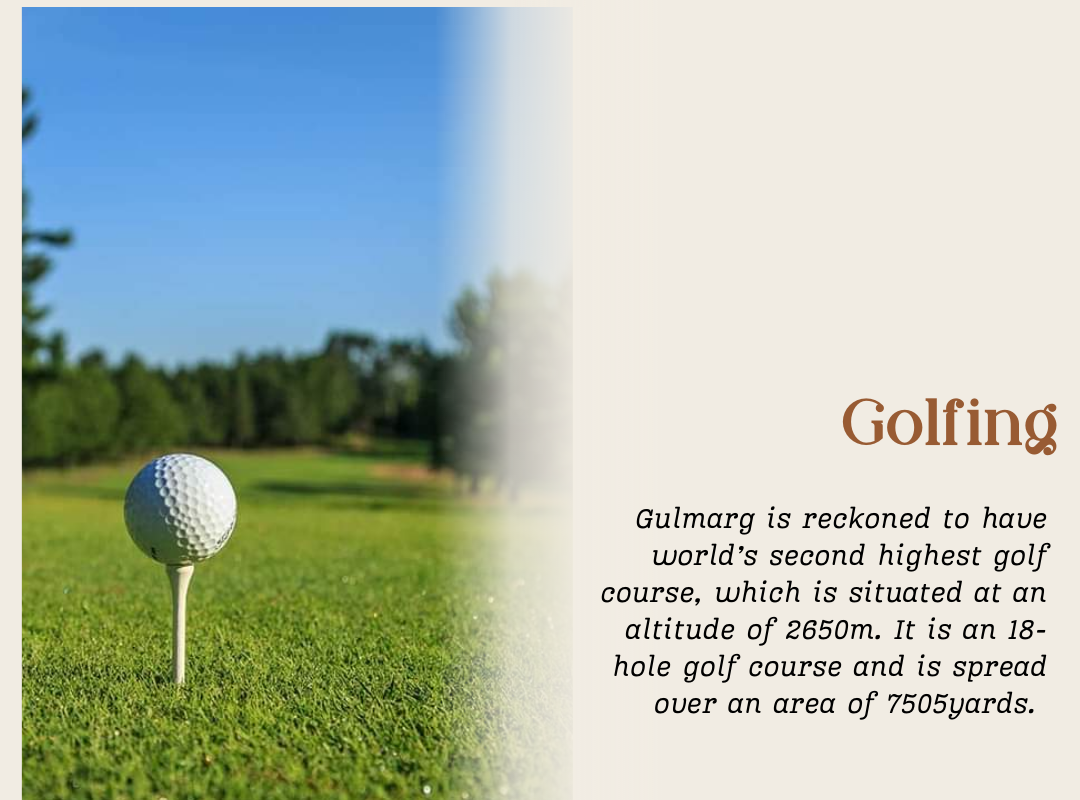 Golfing
Gulmarg is reckoned to have
world’s second highest golf
course, which is situated at an
altitude of 2650m. It is an 18-
hole golf course and is spread
over an area of 7505yards.